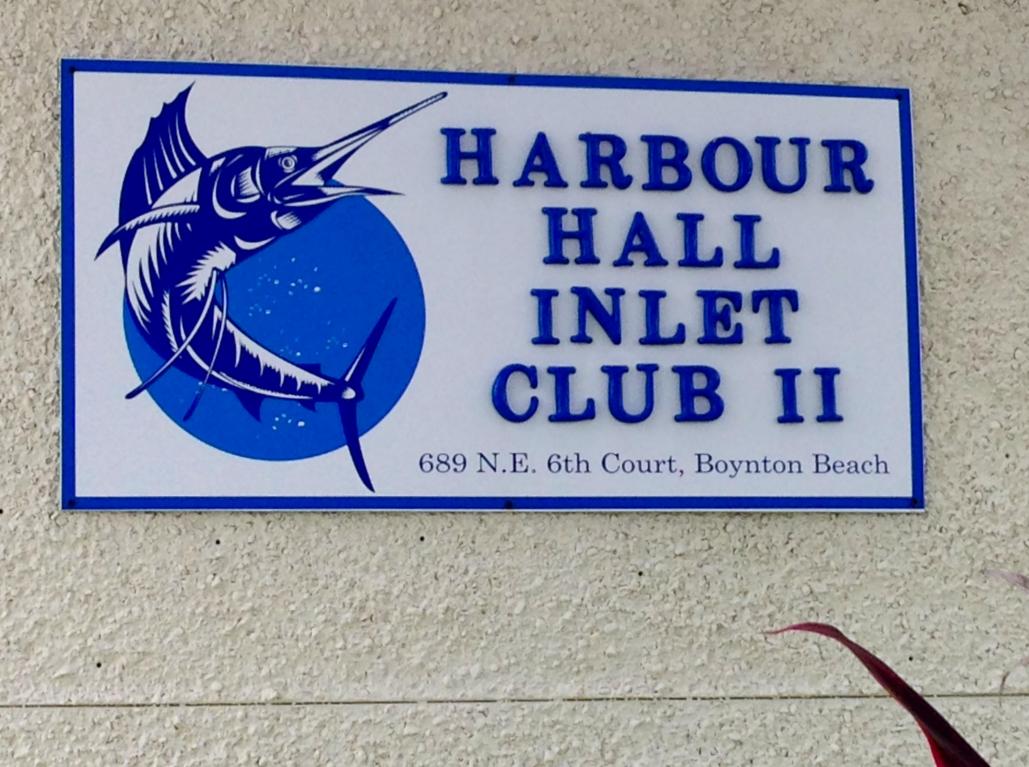 HARBOUR
HALL
INLET
CLUB II
689 N.E. 6th Court, Boynton Beach